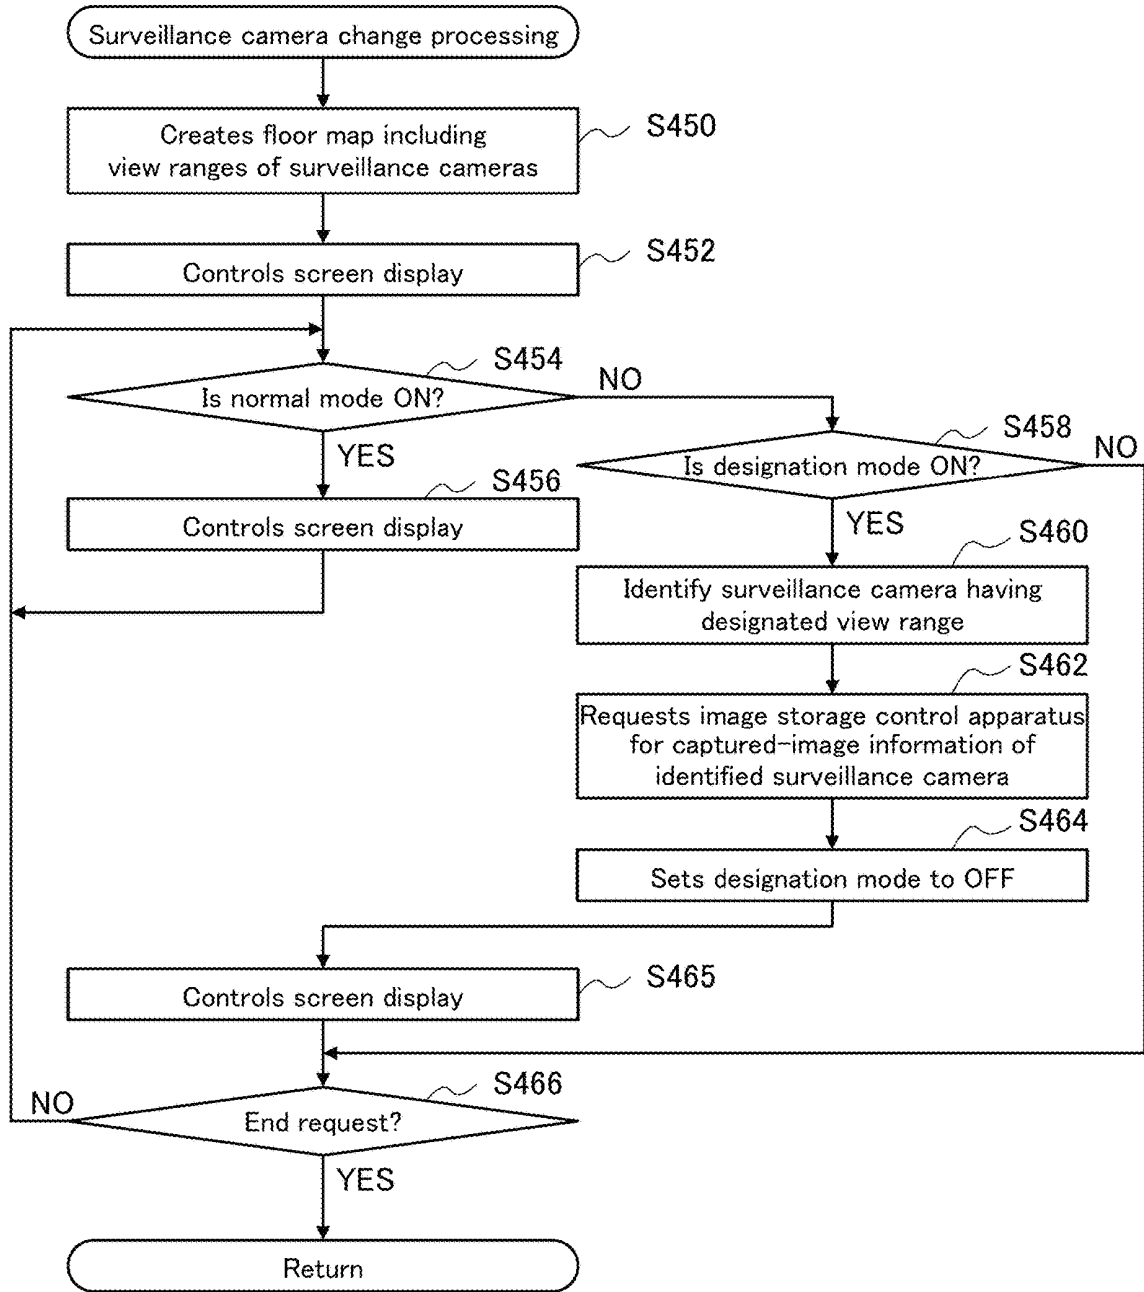 Surveillance camera change processing
S450
Creates floor map including
view ranges of surveillance cameras
S452
Controls screen display
S454
Is normal mode ON?
NO
YES
S458
Is designation mode ON?
NO
YES
S456
Controls screen display
S460
Identify surveillance camera having
designated view range
S462
Requests image storage control apparatus
for captured-image information of
identified surveillance camera
S464
Sets designation mode to OFF
S465
Controls screen display
S466
End request?
NO
YES
Return